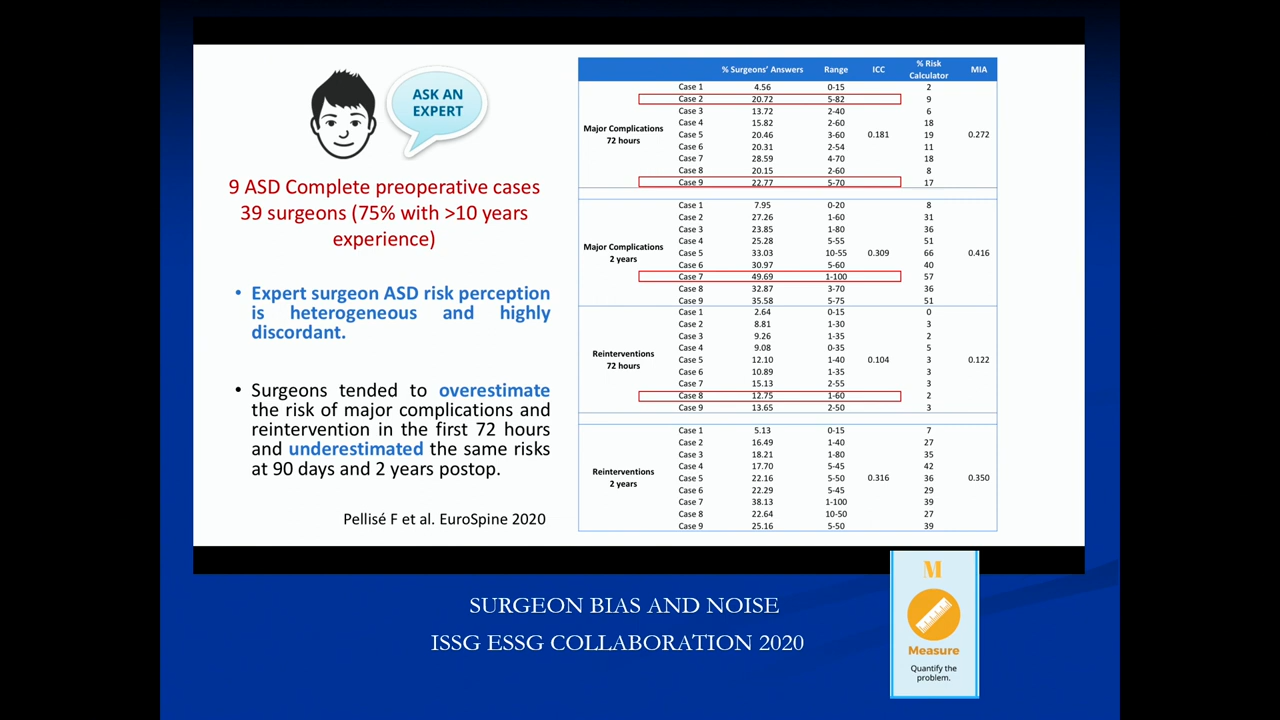 ASK AN
EXPERT
9 ASD Complete preoperative cases
39 surgeons (75% with >10 years
experience)
• Expert surgeon ASD risk perception
is heterogeneous and highly
discordant.
• Surgeons tended to overestimate
the risk of major complications and
reintervention in the first 72 hours
and underestimated the same risks
at 90 days and 2 years postop.
Pellisé F et al. EuroSpine 2020
% Surgeons' Answers Range ICC % Risk Calculator MIA
Major Complications
72 hours
Case 1 4.56 0-15 2
Case 2 20.72 5-82 9
Case 3 13.72 2-40 6
Case 4 15.82 2-60 18
Case 5 20.46 3-60 0.181 19 0.272
Case 6 20.31 2-54 11
Case 7 28.59 4-70 18
Case 8 20.15 2-60 8
Case 9 22.77 5-70 17
Major Complications
2 years
Case 1 7.95 0-20 8
Case 2 27.26 1-60 31
Case 3 23.85 1-80 36
Case 4 25.28 5-55 51
Case 5 33.03 10-55 0.309 66 0.416
Case 6 30.97 5-60 40
Case 7 49.69 1-100 57
Case 8 32.87 3-70 36
Case 9 35.58 5-75 51
Reinterventions
72 hours
Case 1 2.64 0-15 0
Case 2 8.81 1-30 3
Case 3 9.26 1-35 2
Case 4 9.08 0-35 5
Case 5 12.10 1-40 0.104 3 0.122
Case 6 10.89 1-35 3
Case 7 15.13 2-55 3
Case 8 12.75 1-60 2
Case 9 13.65 2-50 3
Reinterventions
2 years
Case 1 5.13 0-15 7
Case 2 16.49 1-40 27
Case 3 18.21 1-80 35
Case 4 17.70 5-45 42
Case 5 22.16 5-50 0.316 36 0.350
Case 6 22.29 5-45 29
Case 7 38.13 1-100 39
Case 8 22.64 10-50 27
Case 9 25.16 5-50 39
SURGEON BIAS AND NOISE
ISSG ESSG COLLABORATION 2020
M
Measure
Quantify the
problem.